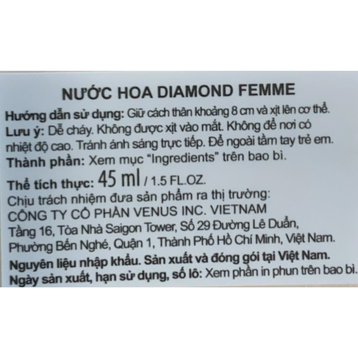 NƯỚC HOA DIAMOND FEMME
Hướng dẫn sử dụng: Giữ cách thân khoảng 8 cm và xịt lên cơ thể.
Lưu ý: Dễ cháy. Không được xịt vào mắt. Không để nơi có
nhiệt độ cao. Tránh ánh sáng trực tiếp. Để ngoài tầm tay trẻ em.
Thành phần: Xem mục "Ingredients" trên bao bì.
Thể tích thực: 45 ml / 1.5 FL.OZ.
Chịu trách nhiệm đưa sản phẩm ra thị trường:
CÔNG TY CỔ PHẦN VENUS INC. VIETNAM
Tầng 16, Tòa Nhà Saigon Tower, Số 29 Đường Lê Duẩn,
Phường Bến Nghé, Quận 1, Thành Phố Hồ Chí Minh, Việt Nam.
Nguyên liệu nhập khẩu. Sản xuất và đóng gói tại Việt Nam.
Ngày sản xuất, hạn sử dụng, số lô: Xem phần in phun trên bao bì.